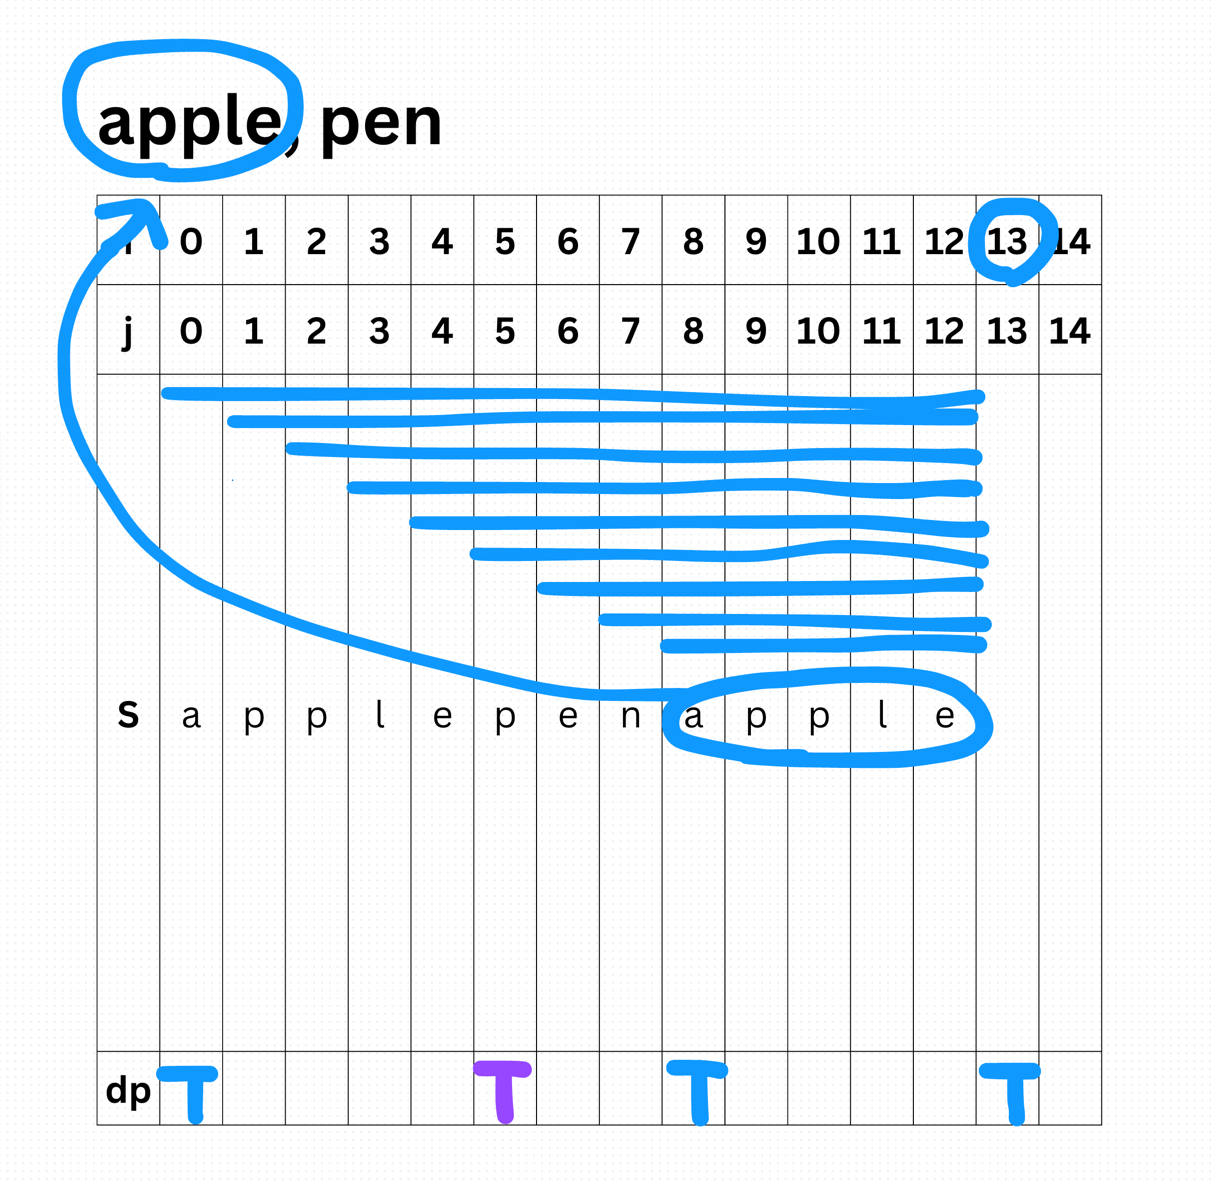 apple, pen
i 0 1 2 3 4 5 6 7 8 9 10 11 12 13 14
j 0 1 2 3 4 5 6 7 8 9 10 11 12 13 14
S a p p l e p e n a p p l e
dp T T T T